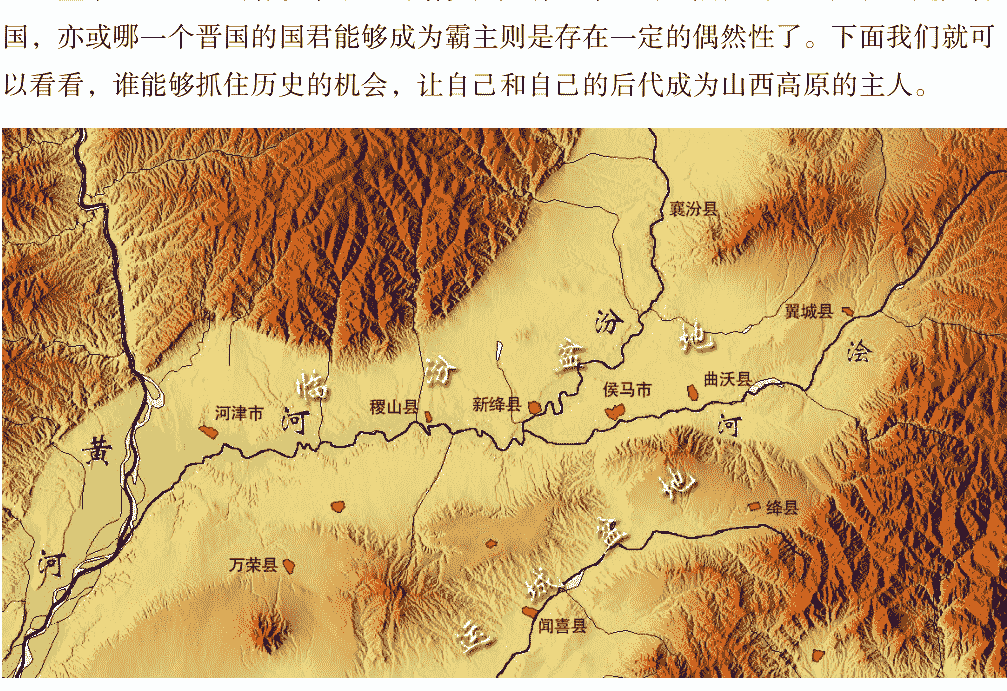 国，亦或哪一个晋国的国君能够成为霸主则是存在一定的偶然性了。下面我们就可
以看看，谁能够抓住历史的机会，让自己和自己的后代成为山西高原的主人。
襄汾县
翼城县
汾
浍
临汾盆地
曲沃县
侯马市
新绛县
稷山县
河津市
河
河
黄
河
绛县
万荣县
闻喜县
盆地